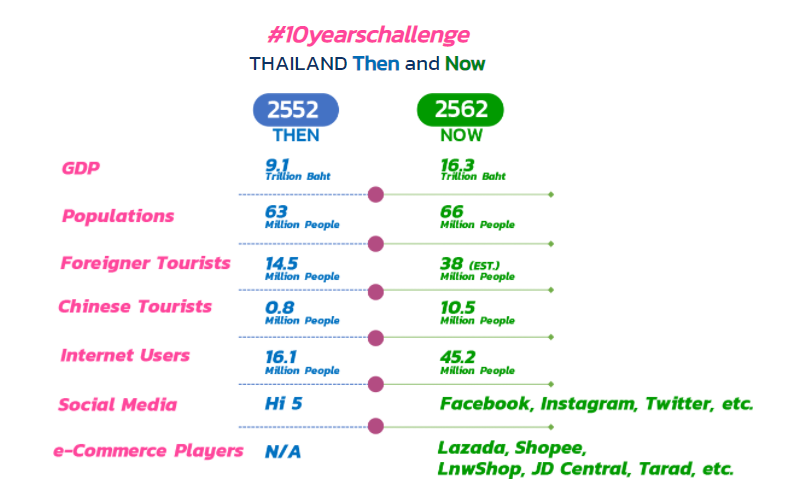 #10yearschallenge
THAILAND Then and Now
2552 2562
THEN NOW
GDP 9.1 16.3
Trillion Baht Trillion Baht
Populations 63 66
Million People Million People
Foreigner Tourists 14.5 38 (EST.)
Million People Million People
Chinese Tourists 0.8 10.5
Million People Million People
Internet Users 16.1 45.2
Million People Million People
Social Media Hi 5 Facebook, Instagram, Twitter, etc.
e-Commerce Players N/A Lazada, Shopee,
LnwShop, JD Central, Tarad, etc.